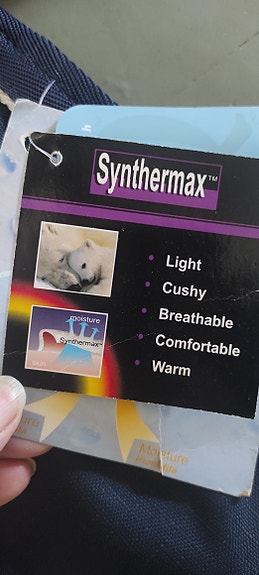 Synthermax™
Light
Cushy
Breathable
Comfortable
Warm
moisture
Synthermax™
Moisture